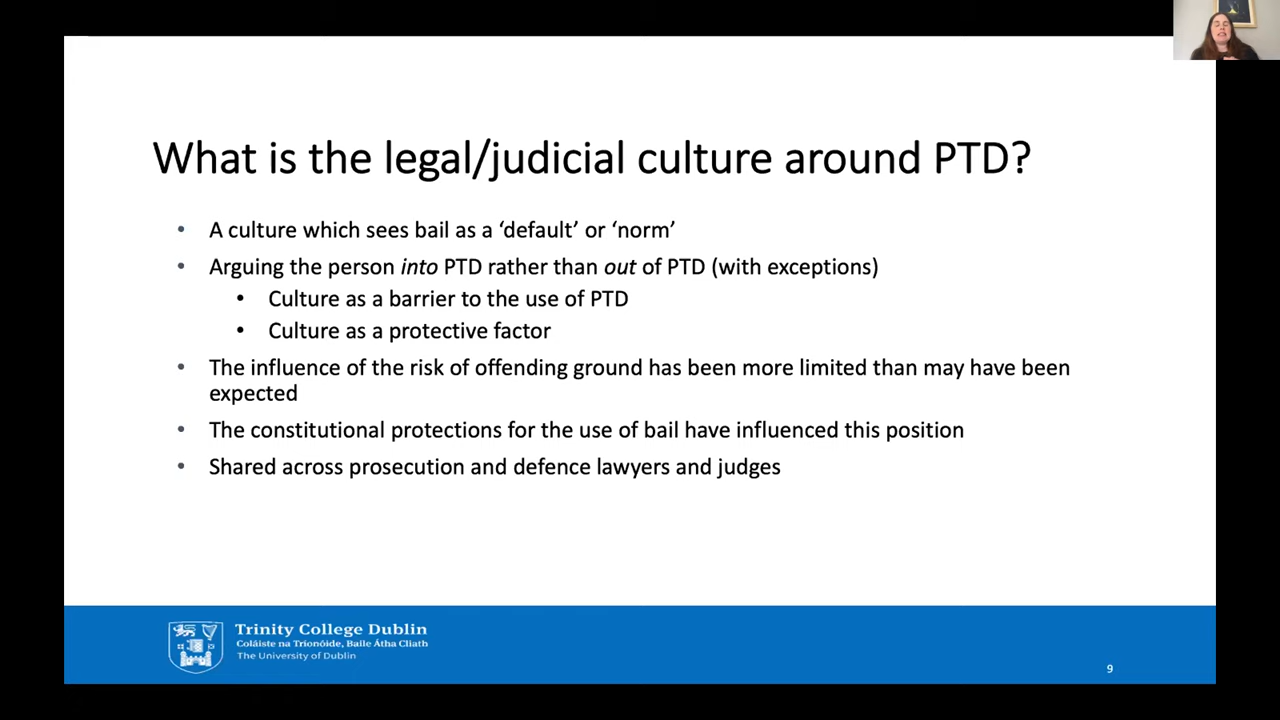 What is the legal/judicial culture around PTD?
• A culture which sees bail as a ‘default’ or ‘norm’
• Arguing the person into PTD rather than out of PTD (with exceptions)
• Culture as a barrier to the use of PTD
• Culture as a protective factor
• The influence of the risk of offending ground has been more limited than may have been
expected
• The constitutional protections for the use of bail have influenced this position
• Shared across prosecution and defence lawyers and judges
Trinity College Dublin
Coláiste na Tríonóide, Baile Átha Cliath
The University of Dublin
9